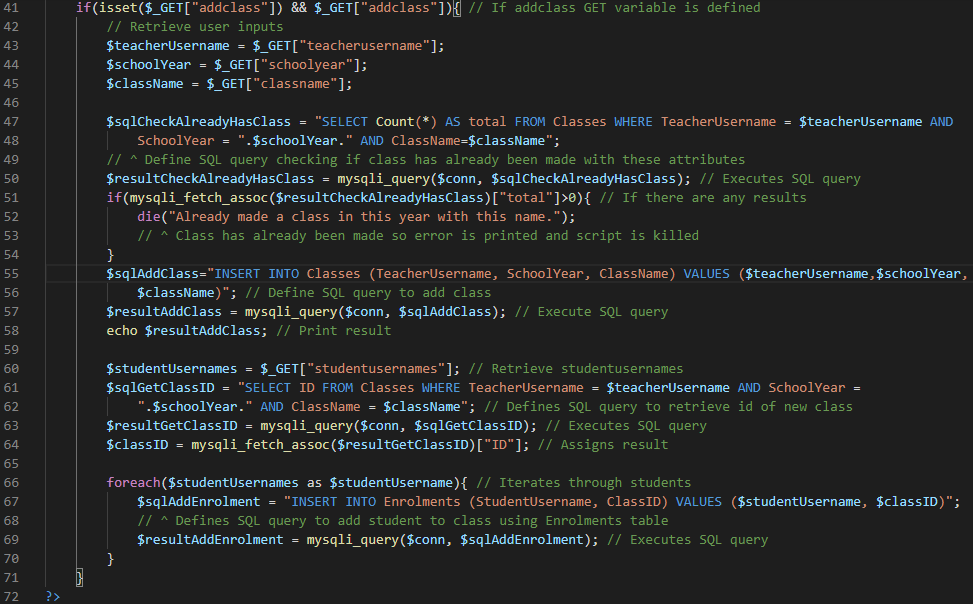 41 if(isset($_GET["addclass"]) && $_GET["addclass"]){ // If addclass GET variable is defined
42 // Retrieve user inputs
43 $teacherUsername = $_GET["teacherusername"];
44 $schoolYear = $_GET["schoolyear"];
45 $className = $_GET["classname"];
46
47 $sqlCheckAlreadyHasClass = "SELECT Count(*) AS total FROM Classes WHERE TeacherUsername = $teacherUsername AND
48 SchoolYear = ".$schoolYear." AND ClassName=$className";
49 // ^ Define SQL query checking if class has already been made with these attributes
50 $resultCheckAlreadyHasClass = mysqli_query($conn, $sqlCheckAlreadyHasClass); // Executes SQL query
51 if(mysqli_fetch_assoc($resultCheckAlreadyHasClass)["total"]>0){ // If there are any results
52 die("Already made a class in this year with this name.");
53 // ^ Class has already been made so error is printed and script is killed
54 }
55 $sqlAddClass="INSERT INTO Classes (TeacherUsername, SchoolYear, ClassName) VALUES ($teacherUsername,$schoolYear,
56 $className)"; // Define SQL query to add class
57 $resultAddClass = mysqli_query($conn, $sqlAddClass); // Execute SQL query
58 echo $resultAddClass; // Print result
59
60 $studentUsernames = $_GET["studentusernames"]; // Retrieve studentusernames
61 $sqlGetClassID = "SELECT ID FROM Classes WHERE TeacherUsername = $teacherUsername AND SchoolYear =
62 ".$schoolYear." AND ClassName = $className"; // Defines SQL query to retrieve id of new class
63 $resultGetClassID = mysqli_query($conn, $sqlGetClassID); // Executes SQL query
64 $classID = mysqli_fetch_assoc($resultGetClassID)["ID"]; // Assigns result
65
66 foreach($studentUsernames as $studentUsername){ // Iterates through students
67 $sqlAddEnrolment = "INSERT INTO Enrolments (StudentUsername, ClassID) VALUES ($studentUsername, $classID)";
68 // ^ Defines SQL query to add student to class using Enrolments table
69 $resultAddEnrolment = mysqli_query($conn, $sqlAddEnrolment); // Executes SQL query
70 }
71 }
72 ?>